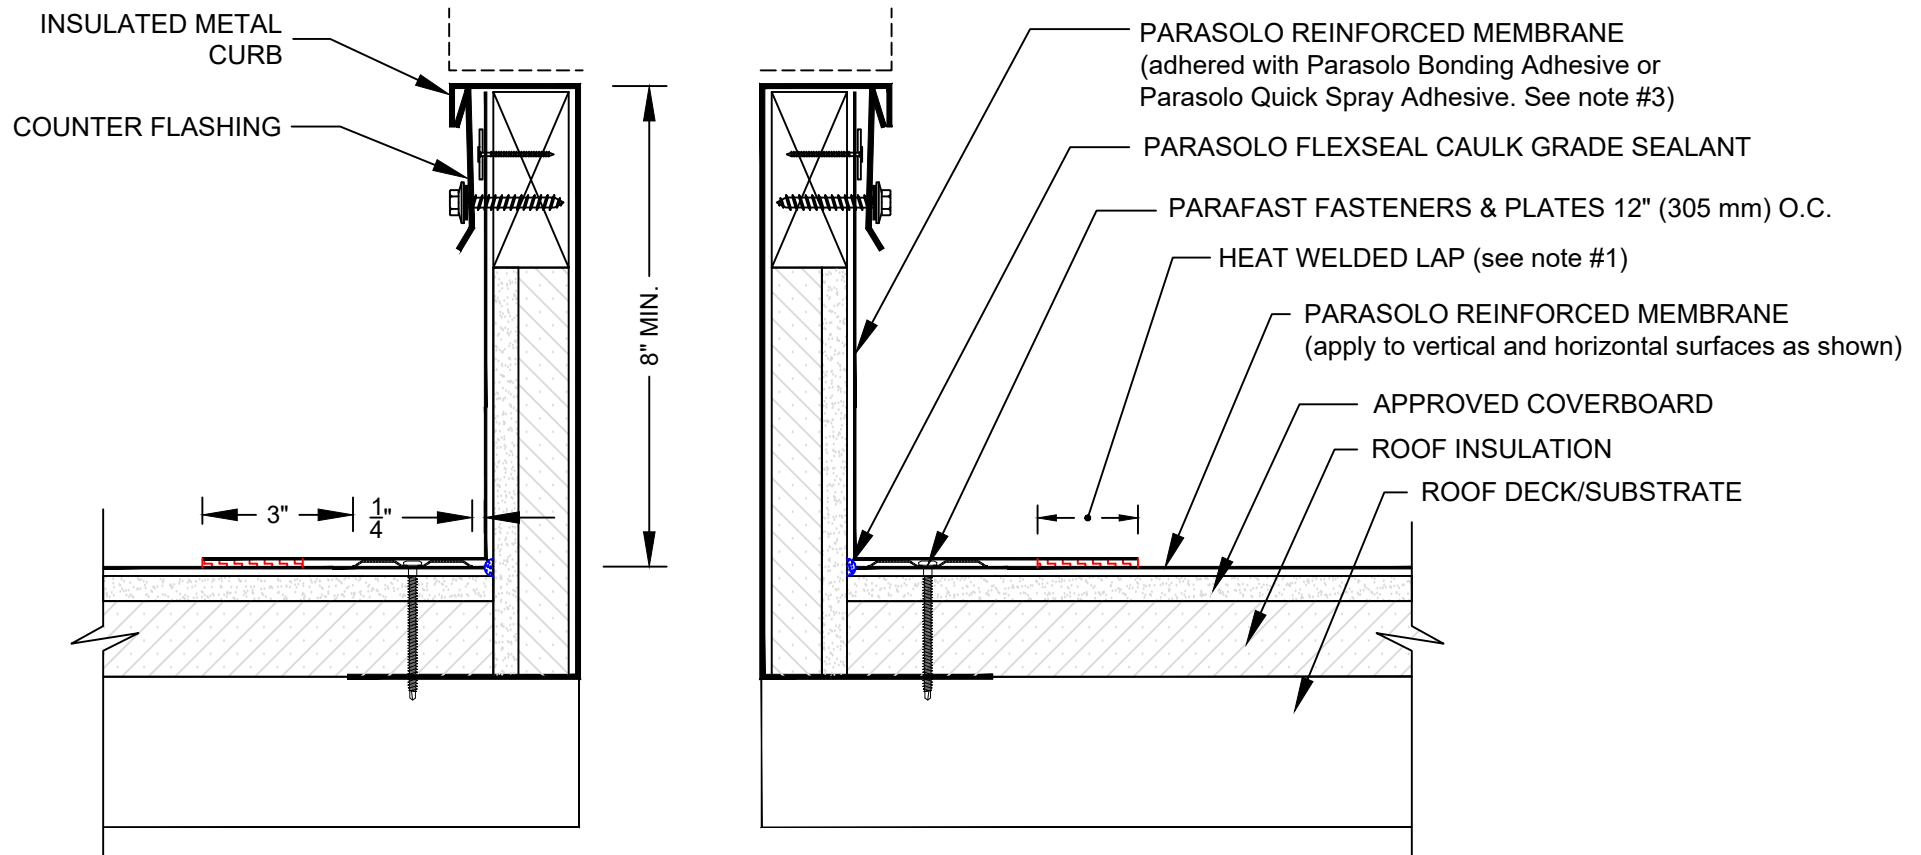 INSULATED METAL
CURB
COUNTER FLASHING
8" MIN.
3"
1/4"
PARASOLO REINFORCED MEMBRANE
(adhered with Parasolo Bonding Adhesive or
Parasolo Quick Spray Adhesive. See note #3)
PARASOLO FLEXSEAL CAULK GRADE SEALANT
PARAFAST FASTENERS & PLATES 12" (305 mm) O.C.
HEAT WELDED LAP (see note #1)
PARASOLO REINFORCED MEMBRANE
(apply to vertical and horizontal surfaces as shown)
APPROVED COVERBOARD
ROOF INSULATION
ROOF DECK/SUBSTRATE